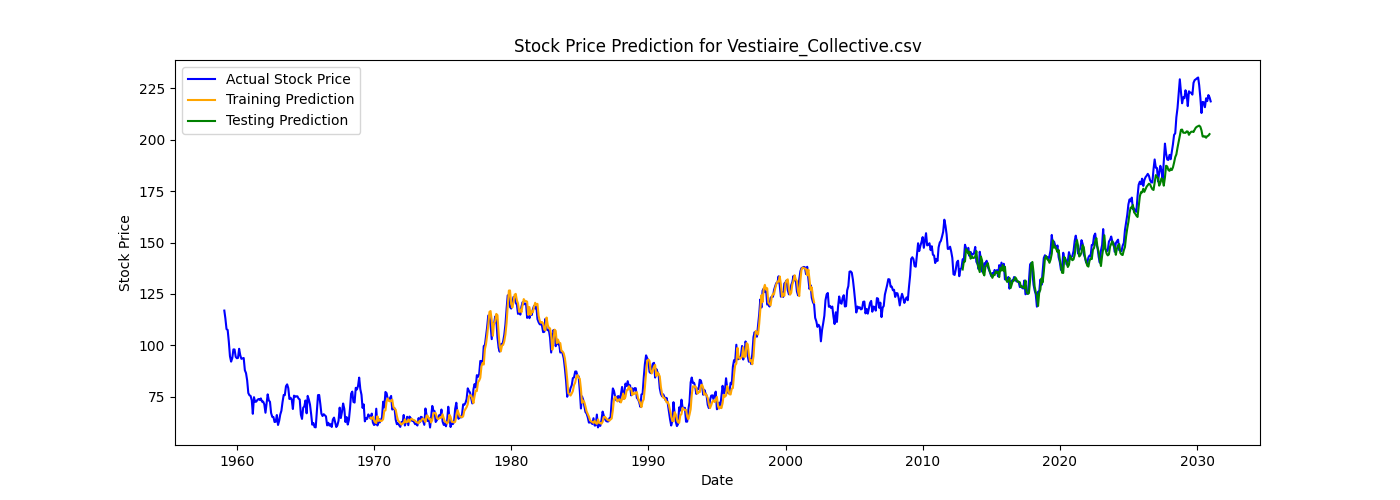 Stock Price Prediction for Vestiaire_Collective.csv
Actual Stock Price
Training Prediction
Testing Prediction
225
200
175
150
125
100
75
Stock Price
1960 1970 1980 1990 2000 2010 2020 2030
Date